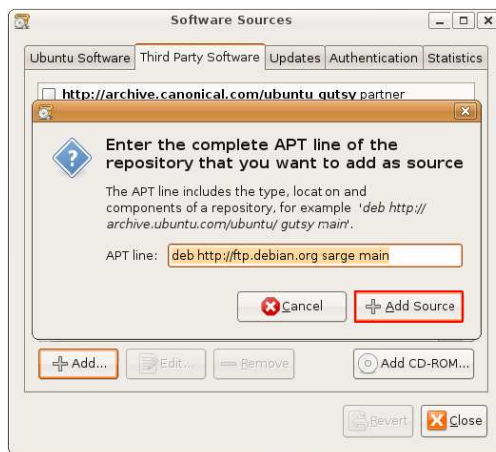 Software Sources
Ubuntu Software Third Party Software Updates Authentication Statistics
http://archive.canonical.com/ubuntu gutsy partner
Enter the complete APT line of the
repository that you want to add as source
The APT line includes the type, location and
components of a repository, for example 'deb http://
archive.ubuntu.com/ubuntu/ gutsy main'.
APT line: deb http://ftp.debian.org sarge main
Cancel Add Source
Add... Edit... Remove Add CD-ROM...
Revert Close